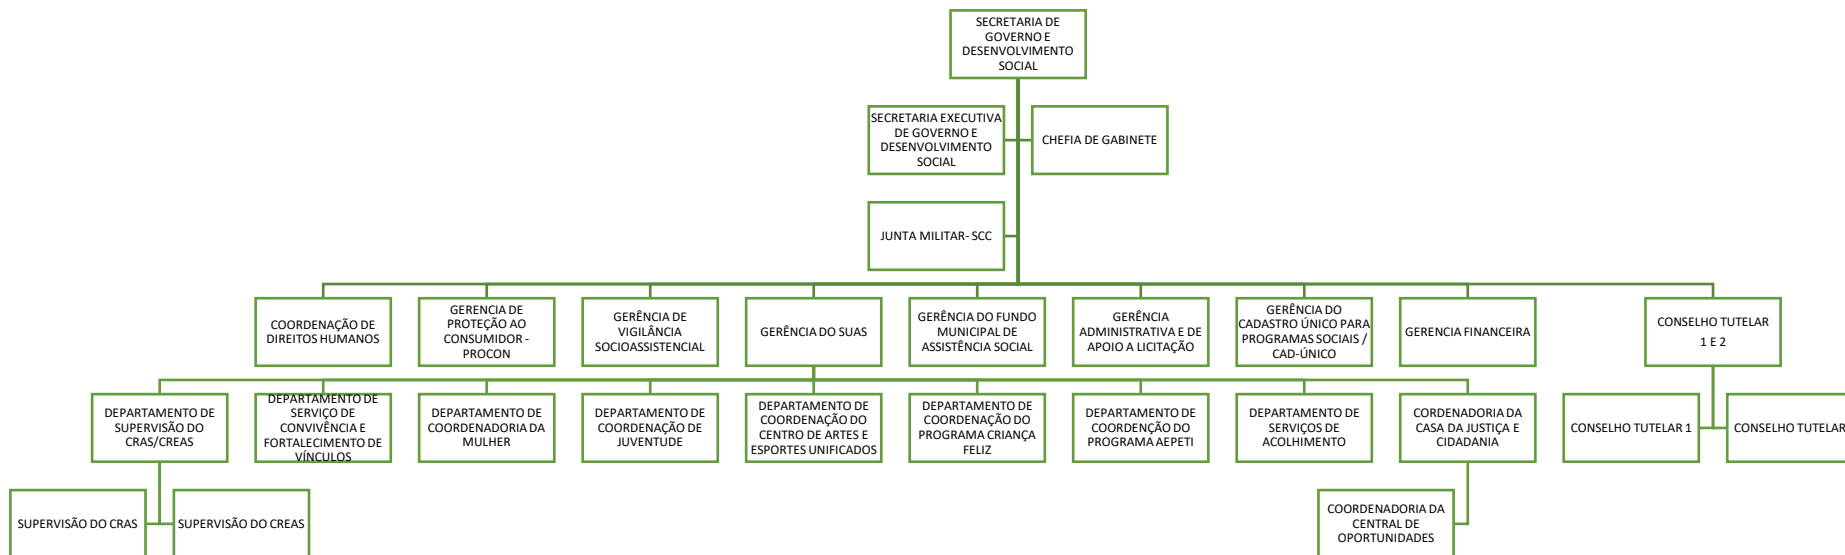 SECRETARIA DE
GOVERNO E
DESENVOLVIMENTO
SOCIAL
SECRETARIA EXECUTIVA
DE GOVERNO E
DESENVOLVIMENTO
SOCIAL
CHEFIA DE GABINETE
JUNTA MILITAR- SCC
COORDENAÇÃO DE
DIREITOS HUMANOS
GERENCIA DE
PROTEÇÃO AO
CONSUMIDOR -
PROCON
GERÊNCIA DE
VIGILÂNCIA
SOCIOASSISTENCIAL
GERÊNCIA DO SUAS
GERÊNCIA DO FUNDO
MUNICIPAL DE
ASSISTÊNCIA SOCIAL
GERÊNCIA
ADMINISTRATIVA E DE
APOIO A LICITAÇÃO
GERÊNCIA DO
CADASTRO ÚNICO PARA
PROGRAMAS SOCIAIS /
CAD-ÚNICO
GERENCIA FINANCEIRA
CONSELHO TUTELAR
1 E 2
DEPARTAMENTO DE
SUPERVISÃO DO
CRAS/CREAS
DEPARTAMENTO DE
SERVIÇO DE
CONVIVÊNCIA E
FORTALECIMENTO DE
VÍNCULOS
DEPARTAMENTO DE
COORDENADORIA DA
MULHER
DEPARTAMENTO DE
COORDENAÇÃO DE
JUVENTUDE
DEPARTAMENTO DE
COORDENAÇÃO DO
CENTRO DE ARTES E
ESPORTES UNIFICADOS
DEPARTAMENTO DE
COORDENAÇÃO DO
PROGRAMA CRIANÇA
FELIZ
DEPARTAMENTO DE
COORDENÇÃO DO
PROGRAMA AEPETI
DEPARTAMENTO DE
SERVIÇOS DE
ACOLHIMENTO
CORDENADORIA DA
CASA DA JUSTIÇA E
CIDADANIA
CONSELHO TUTELAR 1
CONSELHO TUTELAR
SUPERVISÃO DO CRAS
SUPERVISÃO DO CREAS
COORDENADORIA DA
CENTRAL DE
OPORTUNIDADES